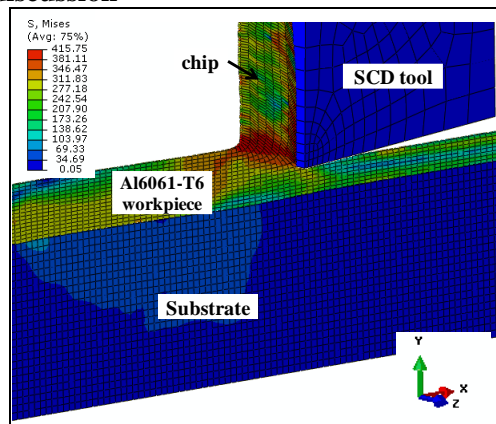 S, Mises
(Avg: 75%)
415.75
381.11
346.47
311.83
277.18
242.54
207.90
173.26
138.62
103.97
69.33
34.69
0.05
chip
SCD tool
Al6061-T6
workpiece
Substrate
Y
X
Z